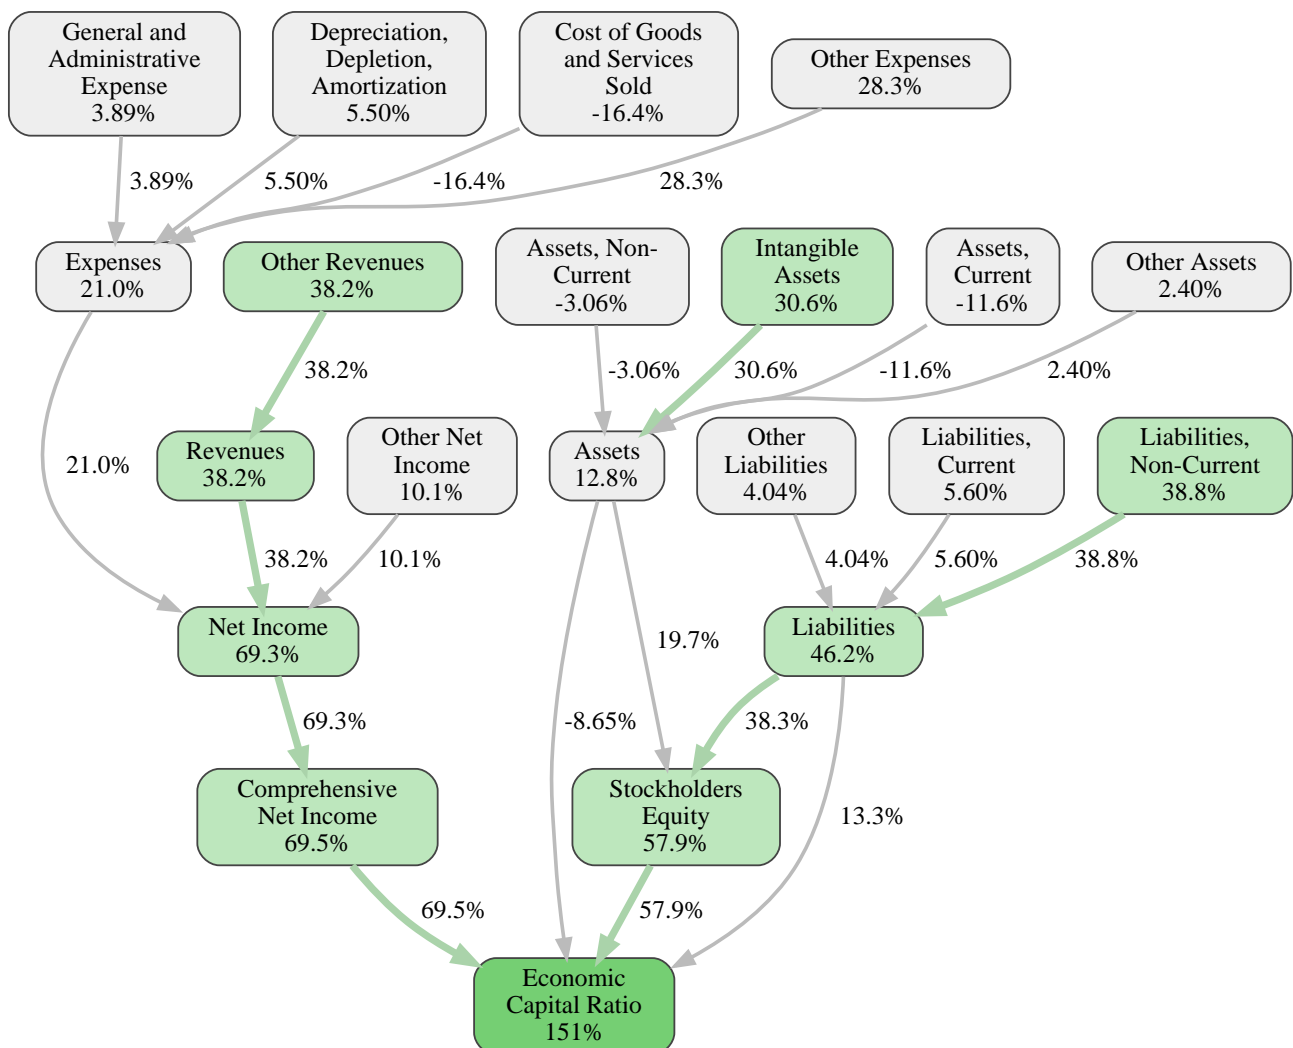 General and
Administrative
Expense
3.89%
Depreciation,
Depletion,
Amortization
5.50%
Cost of Goods
and Services
Sold
-16.4%
Other Expenses
28.3%
3.89%
5.50%
-16.4%
28.3%
Expenses
21.0%
Other Revenues
38.2%
Assets, Non-
Current
-3.06%
Intangible
Assets
30.6%
Assets,
Current
-11.6%
Other Assets
2.40%
38.2%
-3.06%
30.6%
-11.6%
2.40%
21.0%
Revenues
38.2%
Other Net
Income
10.1%
Assets
12.8%
Other
Liabilities
4.04%
Liabilities,
Current
5.60%
Liabilities,
Non-Current
38.8%
38.2%
10.1%
4.04%
5.60%
38.8%
Net Income
69.3%
19.7%
Liabilities
46.2%
69.3%
-8.65%
38.3%
Comprehensive
Net Income
69.5%
Stockholders
Equity
57.9%
13.3%
69.5%
57.9%
Economic
Capital Ratio
151%